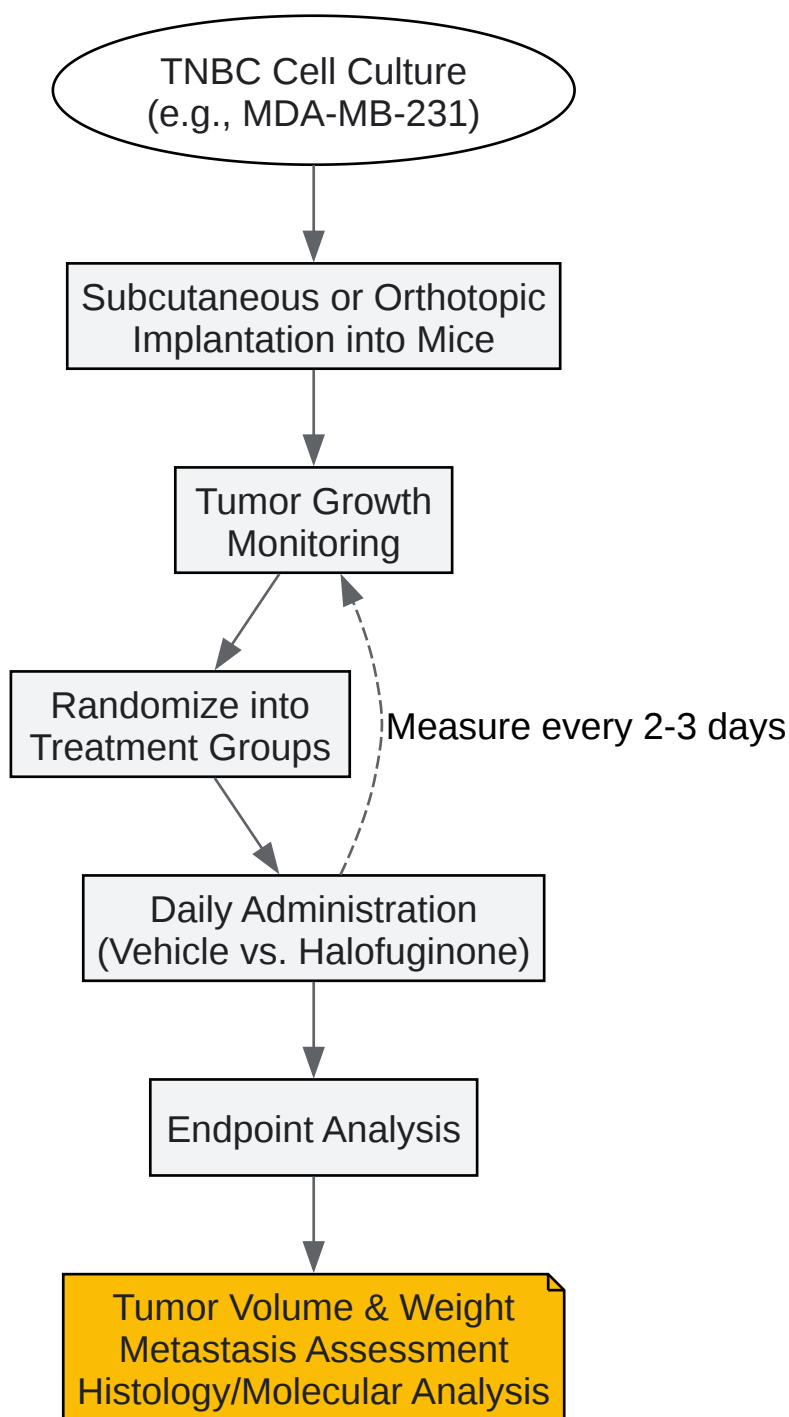 TNBC Cell Culture
(e.g., MDA-MB-231)
Subcutaneous or Orthotopic
Implantation into Mice
Tumor Growth
Monitoring
Randomize into
Treatment Groups
Measure every 2-3 days
Daily Administration
(Vehicle vs. Halofuginone)
Endpoint Analysis
Tumor Volume & Weight
Metastasis Assessment
Histology/Molecular Analysis